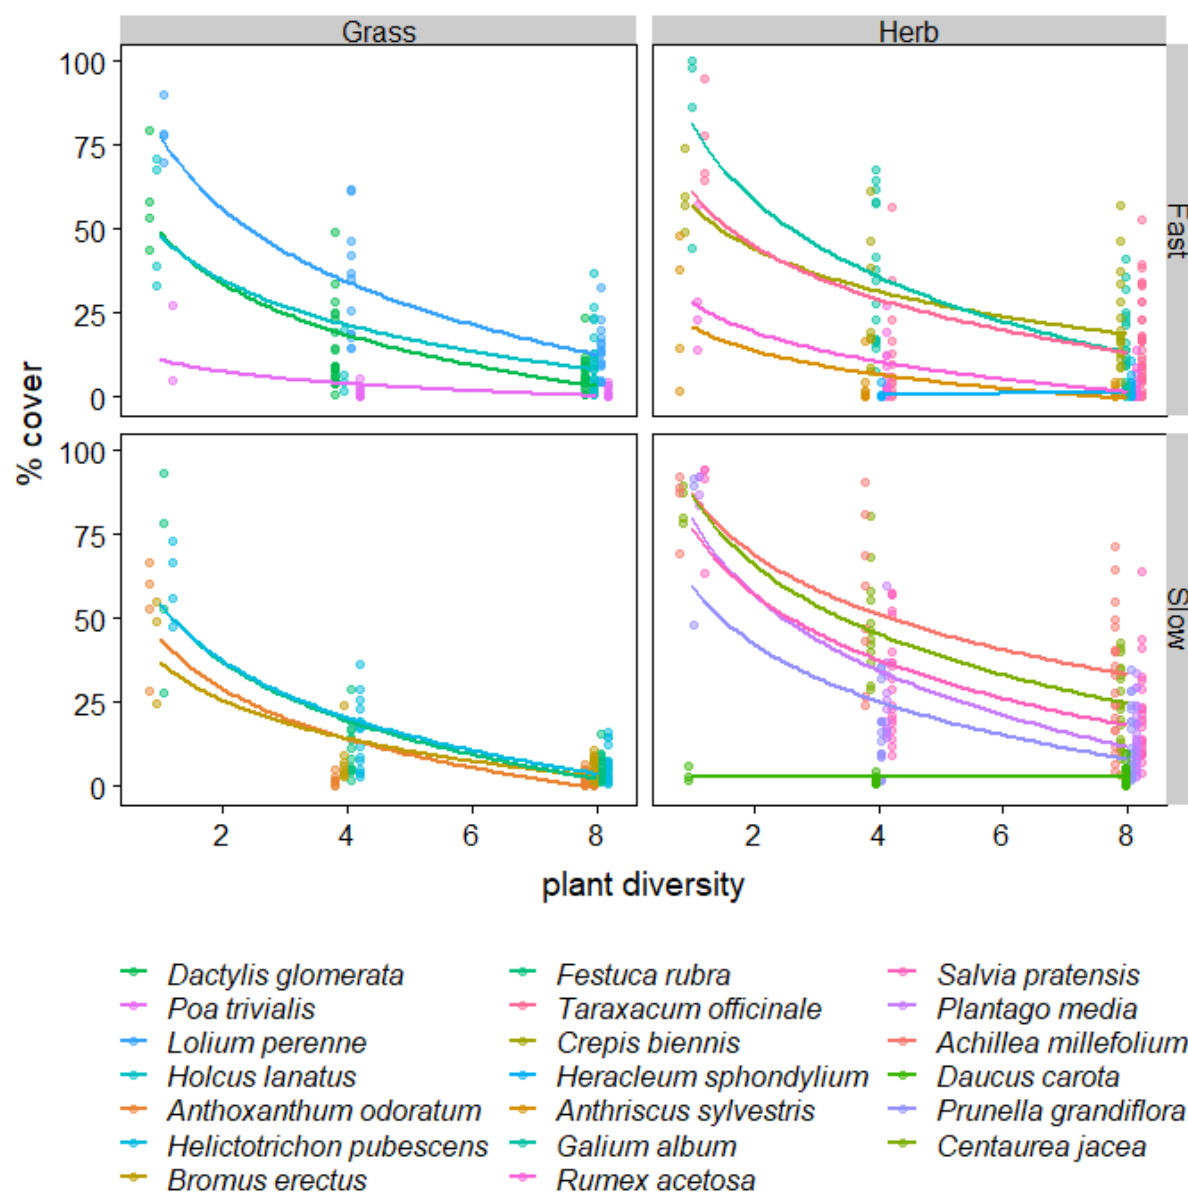 Grass Herb
100
75
50
25
0
Fast
% cover
100
75
50
25
0
Slow
2 4 6 8 2 4 6 8
plant diversity
Dactylis glomerata Festuca rubra Salvia pratensis
Poa trivialis Taraxacum officinale Plantago media
Lolium perenne Crepis biennis Achillea millefolium
Holcus lanatus Heracleum sphondylium Daucus carota
Anthoxanthum odoratum Anthriscus sylvestris Prunella grandiflora
Helictotrichon pubescens Galium album Centaurea jacea
Bromus erectus Rumex acetosa